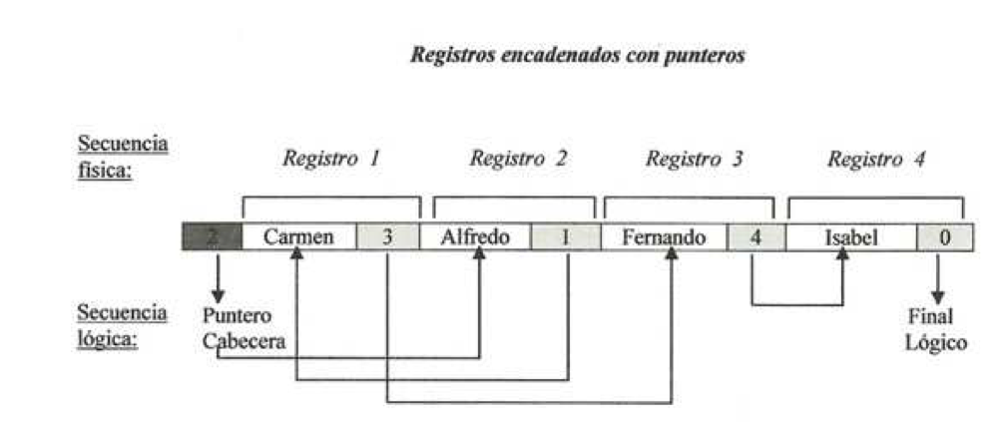 Registros encadenados con punteros
Secuencia
física:
Registro 1
Registro 2
Registro 3
Registro 4
2
Carmen
3
Alfredo
1
Fernando
4
Isabel
0
Secuencia
lógica:
Puntero
Cabecera
Final
Lógico